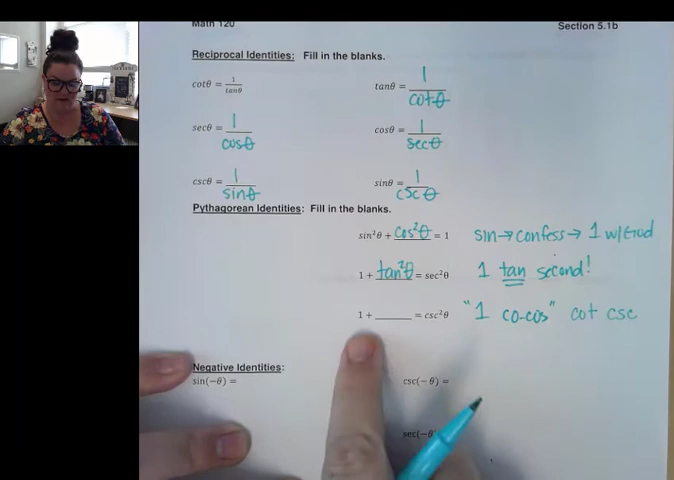 Math 120 Section 5.1b
Reciprocal Identities: Fill in the blanks.
cotθ = 1/tanθ tanθ = 1/cotθ
secθ = 1/cosθ cosθ = 1/secθ
cscθ = 1/sinθ sinθ = 1/cscθ
Pythagorean Identities: Fill in the blanks.
sin²θ + cos²θ = 1 sin→confess→1 w/God
1 + tan²θ = sec²θ 1 tan second!
1 + ______ = csc²θ "1 co-cos" cot csc
Negative Identities:
sin(−θ) = csc(−θ) =
sec(−θ